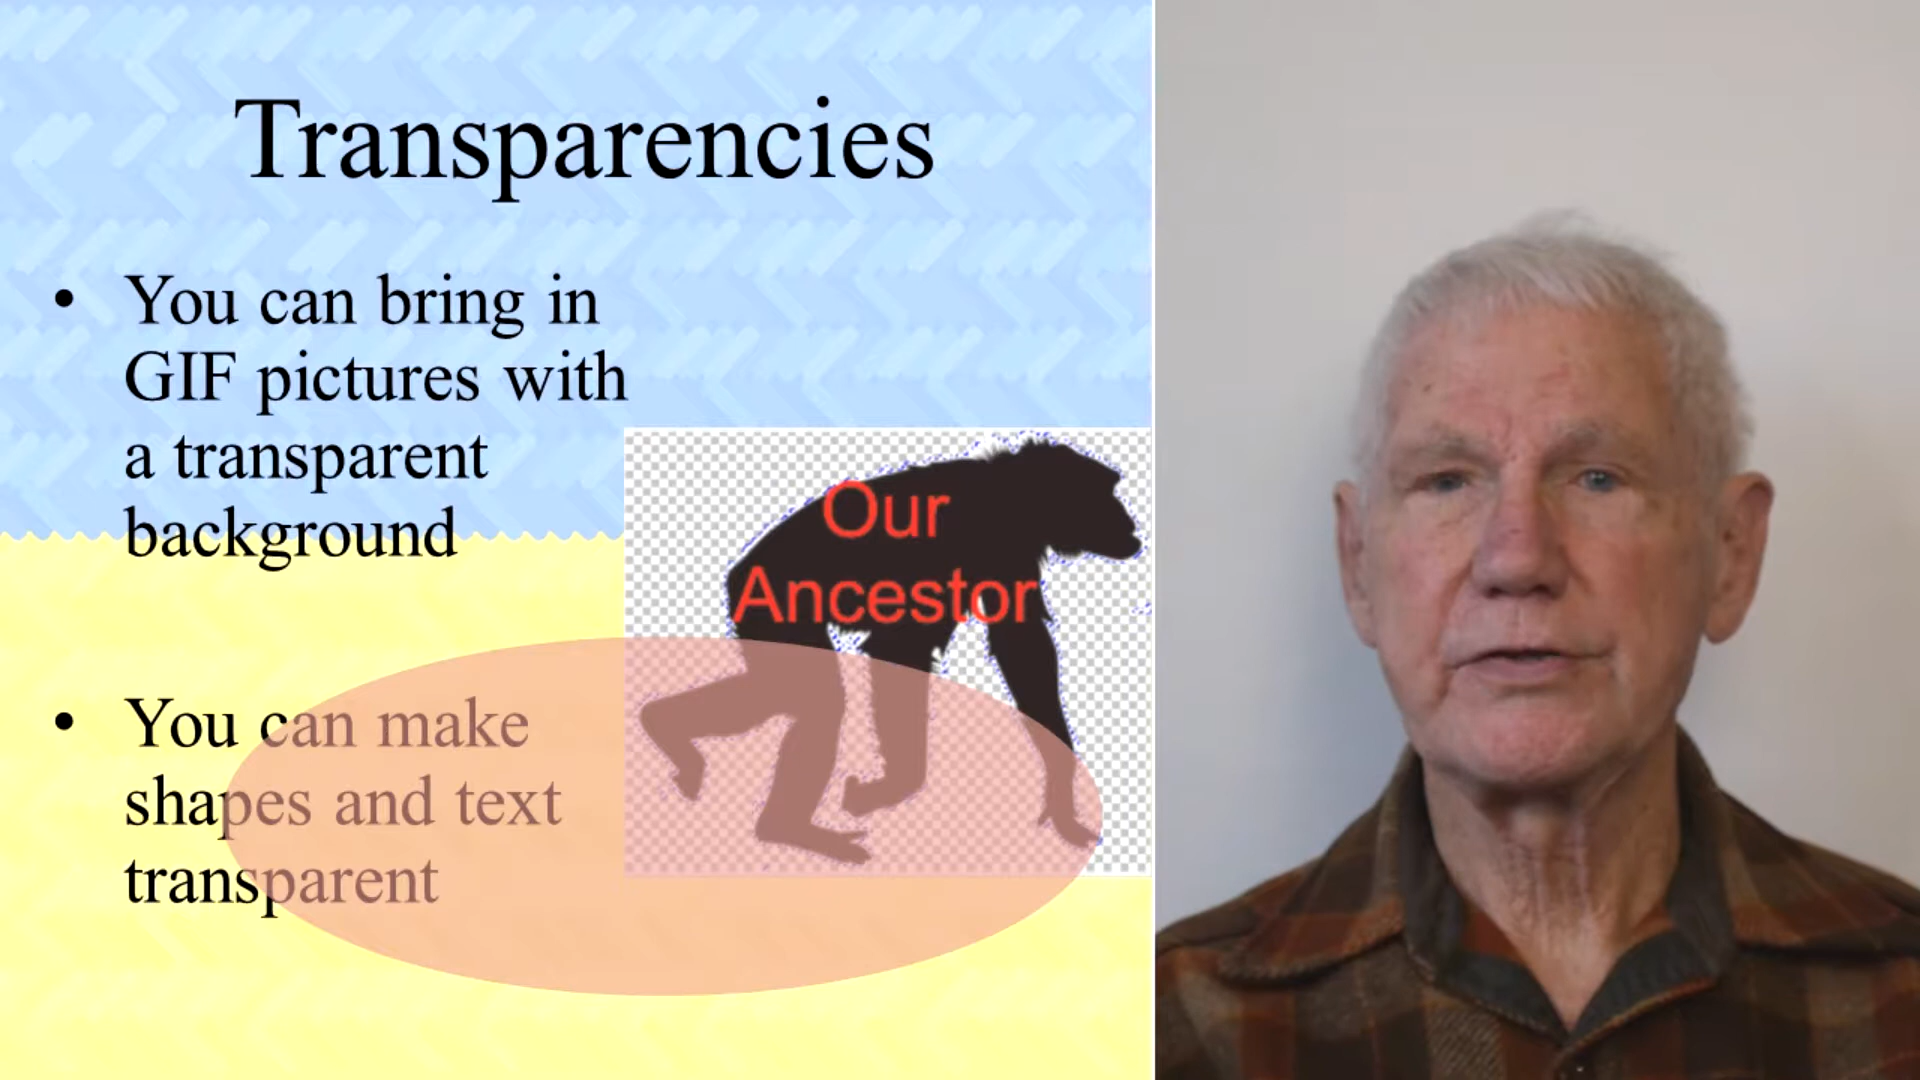 Transparencies
• You can bring in
GIF pictures with
a transparent
background
Our
Ancestor
• You can make
shapes and text
transparent